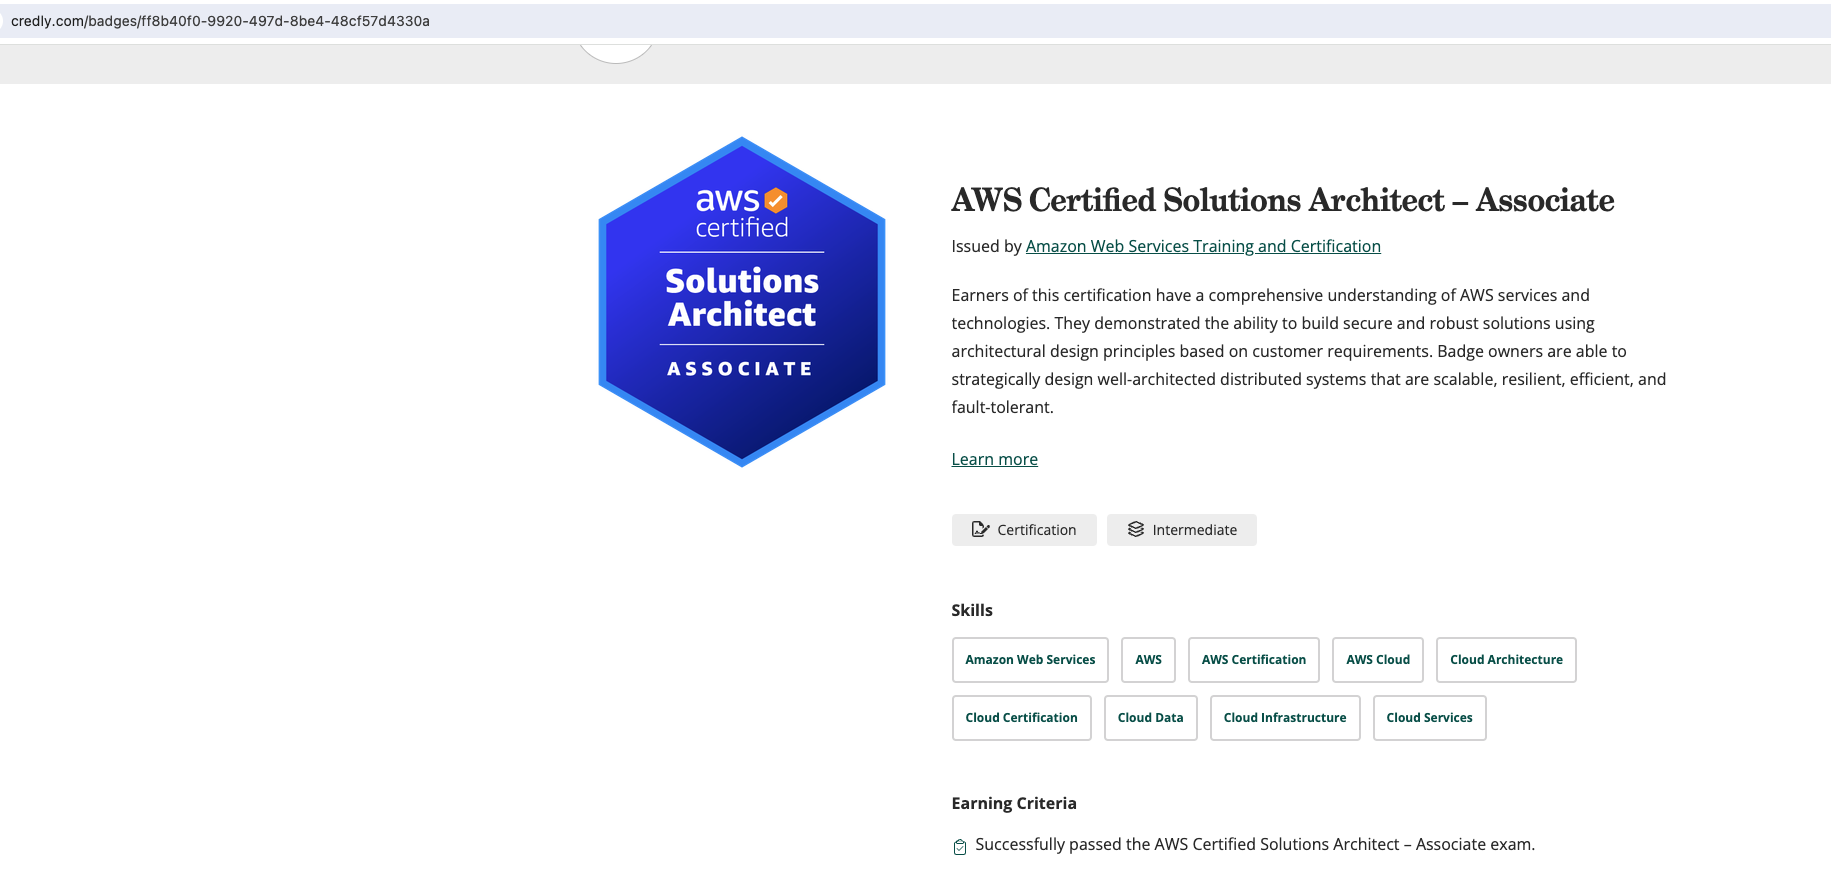 credly.com/badges/ff8b40f0-9920-497d-8be4-48cf57d4330a
aws
certified
Solutions
Architect
ASSOCIATE
AWS Certified Solutions Architect – Associate
Issued by Amazon Web Services Training and Certification
Earners of this certification have a comprehensive understanding of AWS services and
technologies. They demonstrated the ability to build secure and robust solutions using
architectural design principles based on customer requirements. Badge owners are able to
strategically design well-architected distributed systems that are scalable, resilient, efficient, and
fault-tolerant.
Learn more
Certification Intermediate
Skills
Amazon Web Services AWS AWS Certification AWS Cloud Cloud Architecture
Cloud Certification Cloud Data Cloud Infrastructure Cloud Services
Earning Criteria
Successfully passed the AWS Certified Solutions Architect – Associate exam.